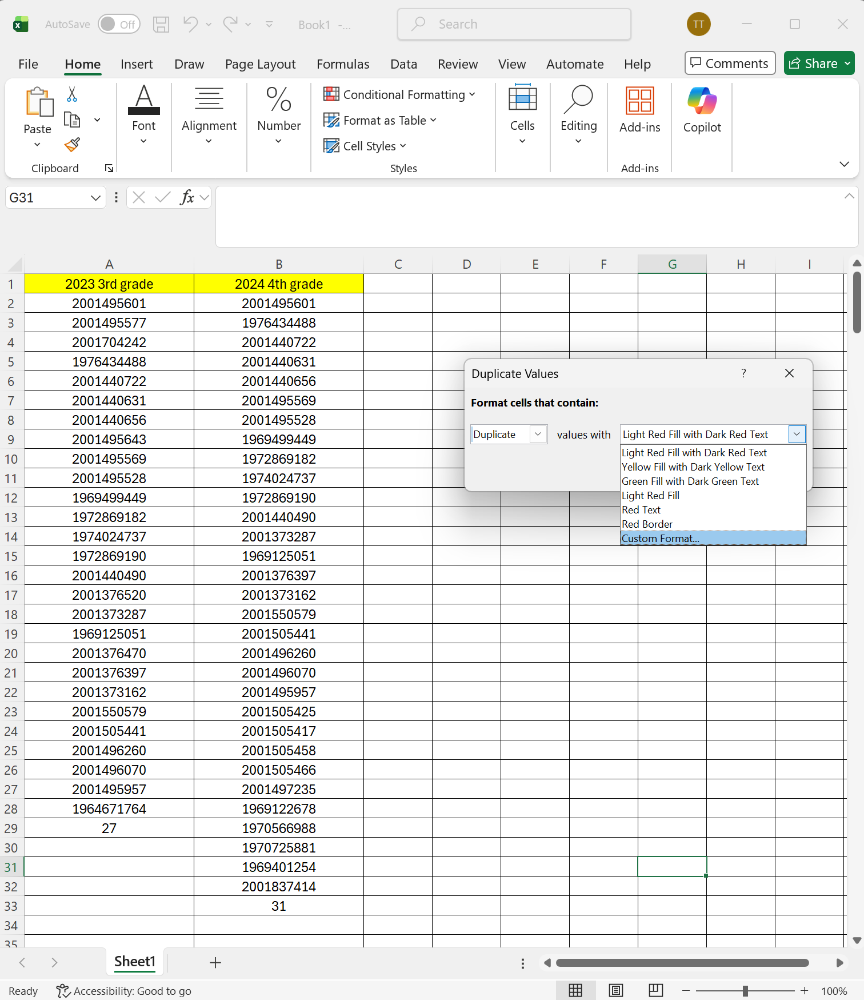 AutoSave Off Book1 -... Search TT
File Home Insert Draw Page Layout Formulas Data Review View Automate Help Comments Share
Paste
Clipboard
Font
Alignment
Number
Conditional Formatting
Format as Table
Cell Styles
Styles
Cells
Editing
Add-ins
Add-ins
Copilot
G31 fx
A B C D E F G H I
1 2023 3rd grade 2024 4th grade
2 2001495601 2001495601
3 2001495577 1976434488
4 2001704242 2001440722
5 1976434488 2001440631
6 2001440722 2001440656
7 2001440631 2001495569
8 2001440656 2001495528
9 2001495643 1969499449
10 2001495569 1972869182
11 2001495528 1974024737
12 1969499449 1972869190
13 1972869182 2001440490
14 1974024737 2001373287
15 1972869190 1969125051
16 2001440490 2001376397
17 2001376520 2001373162
18 2001373287 2001550579
19 1969125051 2001505441
20 2001376470 2001496260
21 2001376397 2001496070
22 2001373162 2001495957
23 2001550579 2001505425
24 2001505441 2001505417
25 2001496260 2001505458
26 2001496070 2001505466
27 2001495957 2001497235
28 1964671764 1969122678
29 27 1970566988
30 1970725881
31 1969401254
32 2001837414
33 31
34
35
Duplicate Values ?
Format cells that contain:
Duplicate values with Light Red Fill with Dark Red Text
Light Red Fill with Dark Red Text
Yellow Fill with Dark Yellow Text
Green Fill with Dark Green Text
Light Red Fill
Red Text
Red Border
Custom Format...
Sheet1
Ready Accessibility: Good to go 100%